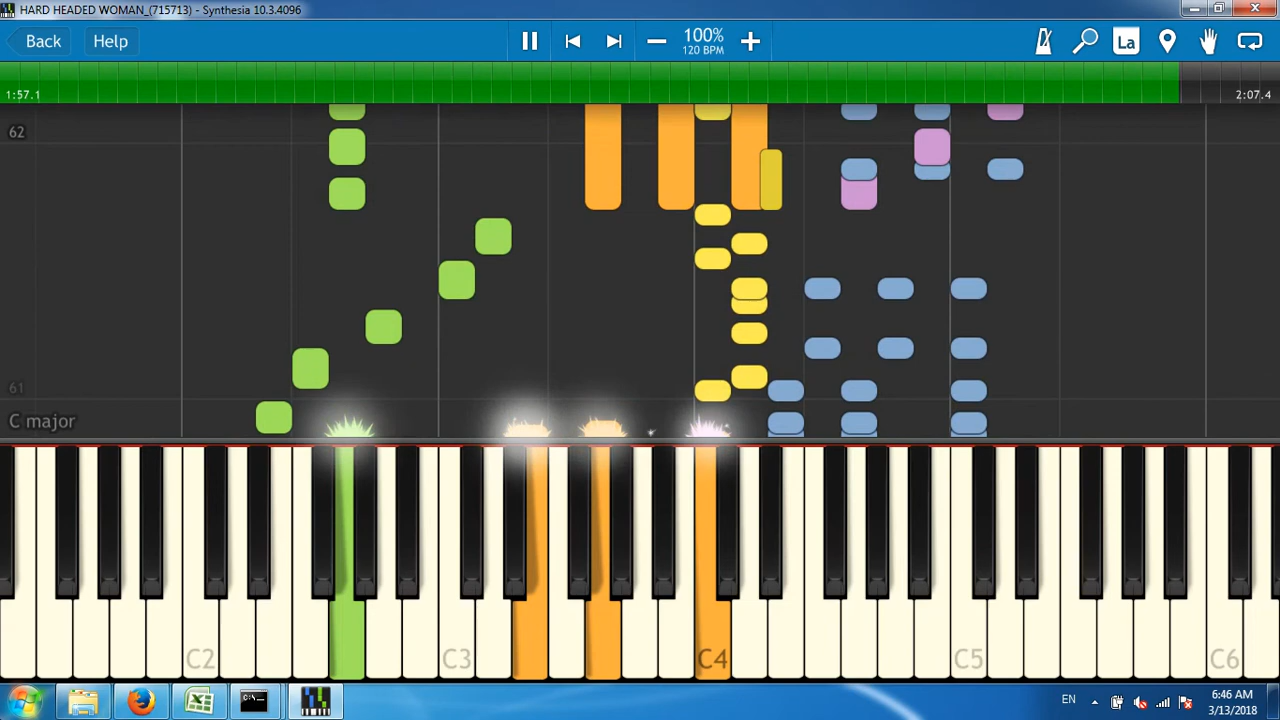 HARD HEADED WOMAN_(715713) - Synthesia 10.3.4096
Back
Help
100%
120 BPM
La
1:57.1
2:07.4
62
61
C major
C2
C3
C4
C5
C6
C:\
EN
6:46 AM
3/13/2018